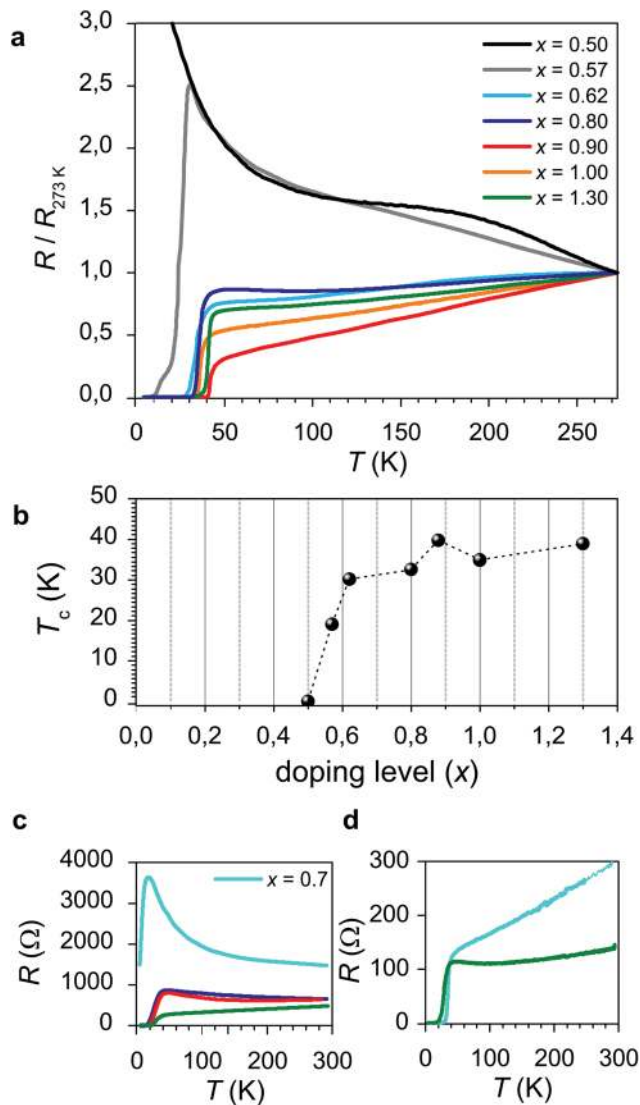 a
3,0
2,5
2,0
1,5
1,0
0,5
0,0
R / R273 K
x = 0.50
x = 0.57
x = 0.62
x = 0.80
x = 0.90
x = 1.00
x = 1.30
0 50 100 150 200 250
T (K)
b
50
40
30
20
10
0
Tc (K)
0,0 0,2 0,4 0,6 0,8 1,0 1,2 1,4
doping level (x)
c
4000
3000
2000
1000
0
R (Ω)
x = 0.7
0 100 200 300
T (K)
d
300
200
100
0
R (Ω)
0 100 200 300
T (K)